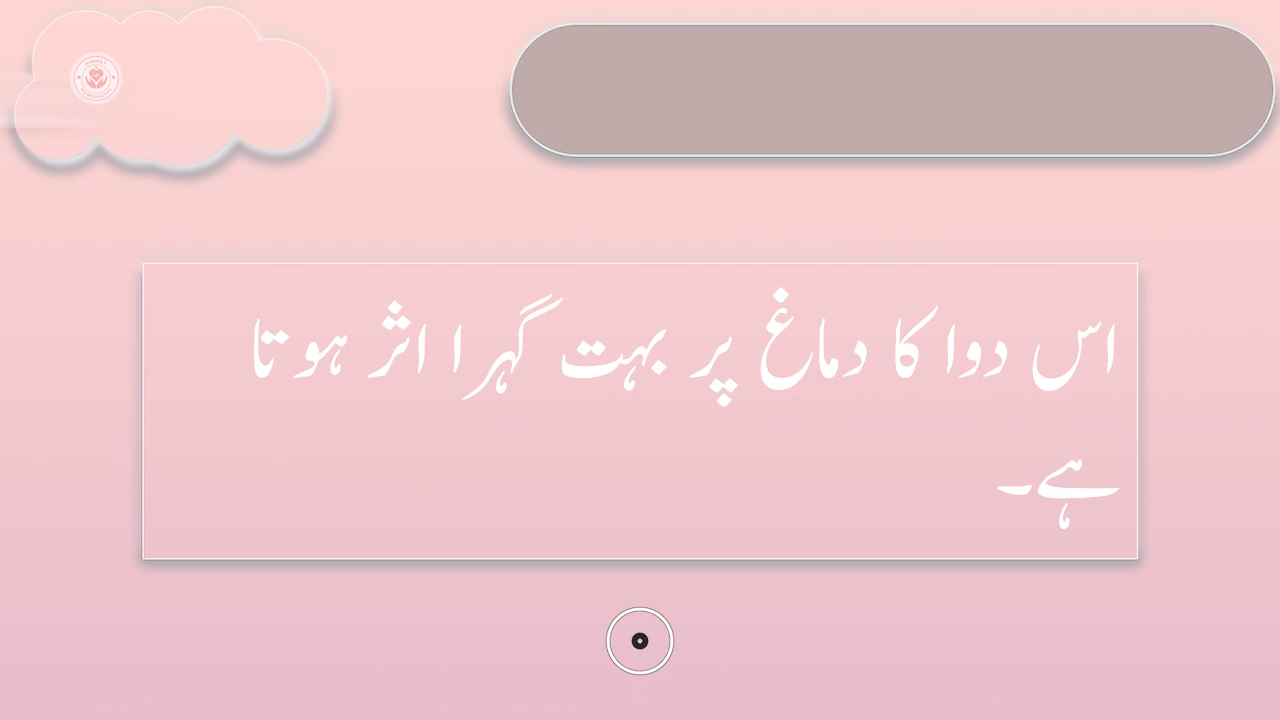 اس دوا کا دماغ پر بہت گہرا اثر ہوتا
ہے۔